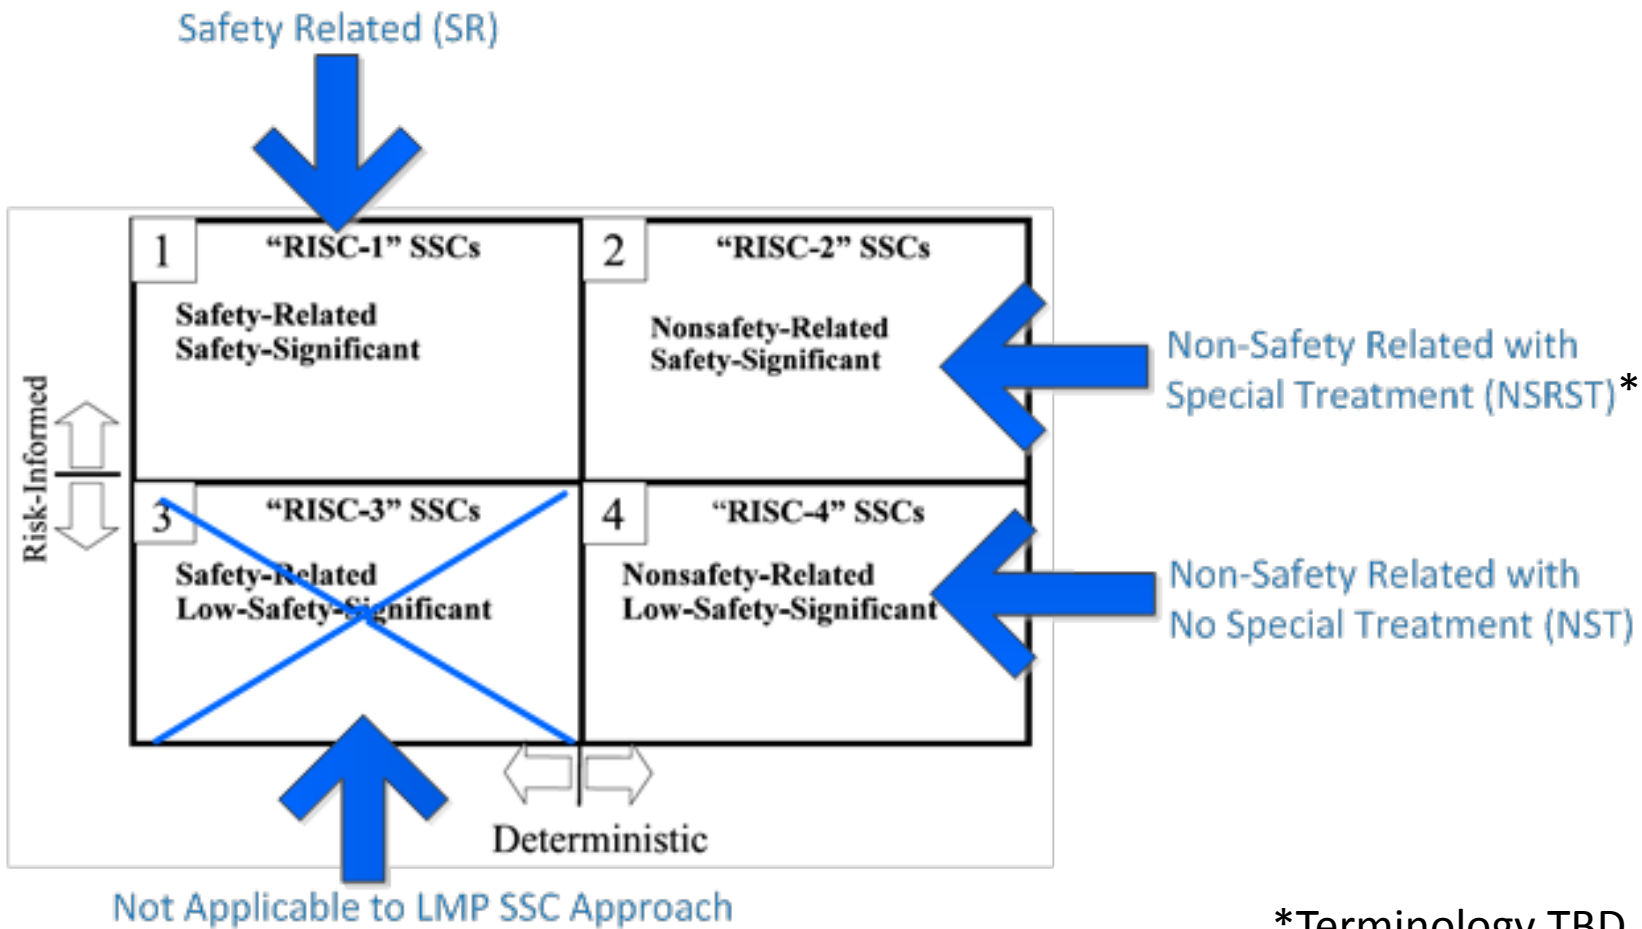 Safety Related (SR)
1
“RISC-1” SSCs
Safety-Related
Safety-Significant
2
“RISC-2” SSCs
Nonsafety-Related
Safety-Significant
Non-Safety Related with
Special Treatment (NSRST)*
Risk-Informed
3
“RISC-3” SSCs
Safety-Related
Low-Safety-Significant
4
“RISC-4” SSCs
Nonsafety-Related
Low-Safety-Significant
Non-Safety Related with
No Special Treatment (NST)
Deterministic
Not Applicable to LMP SSC Approach
*Terminology TBD